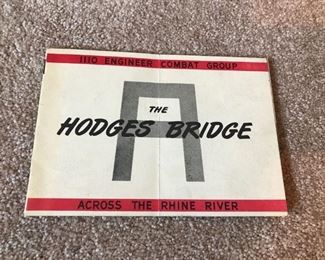 1110 ENGINEER COMBAT GROUP
THE
HODGES BRIDGE
ACROSS THE RHINE RIVER